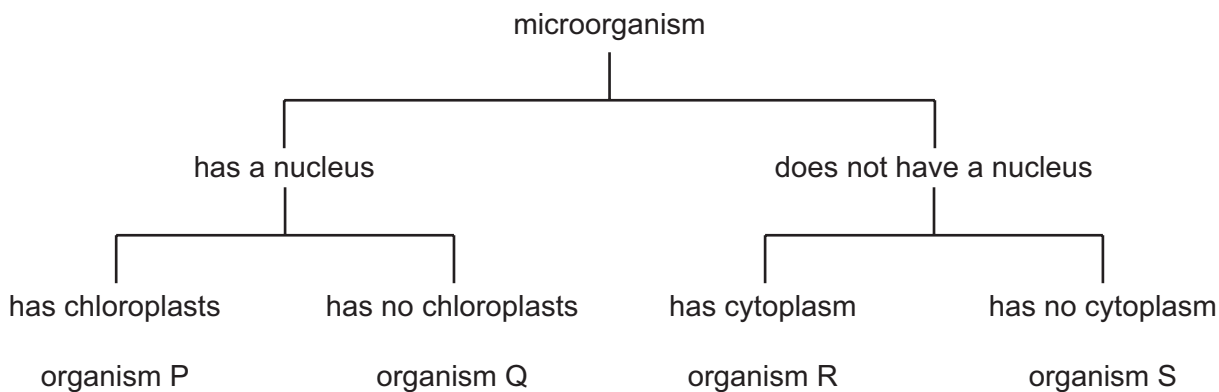 microorganism
has a nucleus
does not have a nucleus
has chloroplasts
has no chloroplasts
has cytoplasm
has no cytoplasm
organism P
organism Q
organism R
organism S